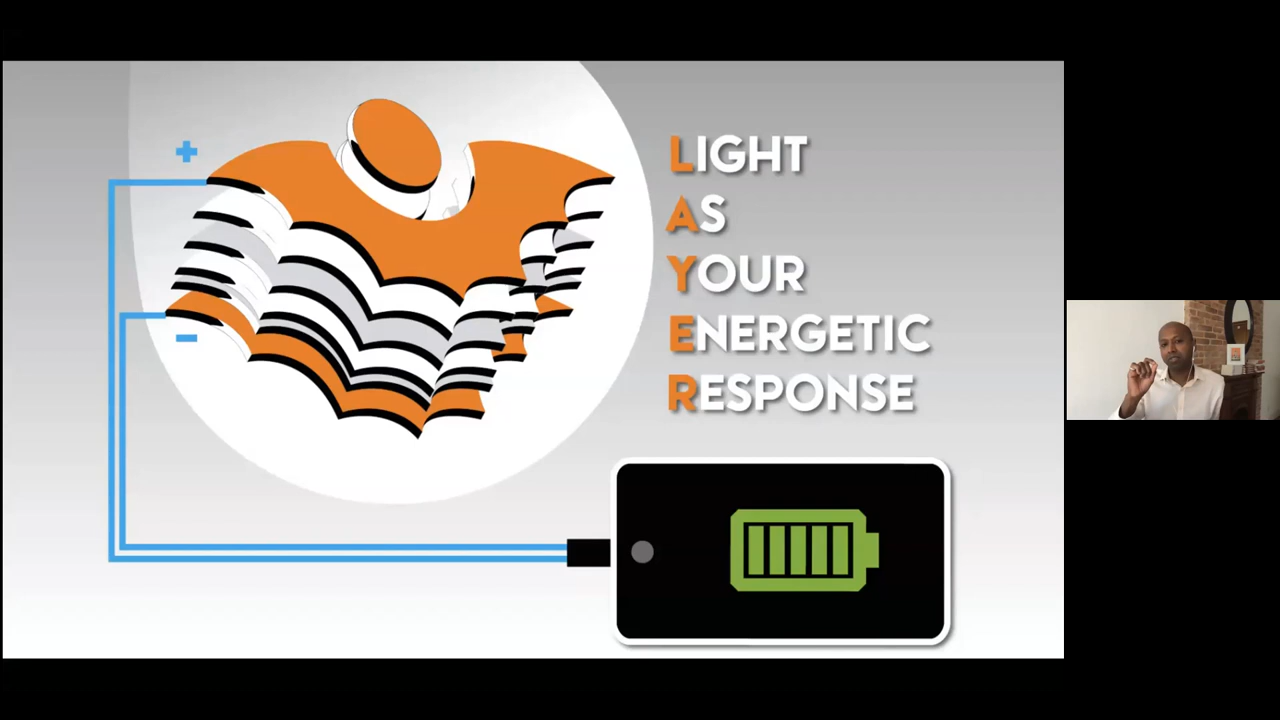 LIGHT
AS
YOUR
ENERGETIC
RESPONSE
+
-